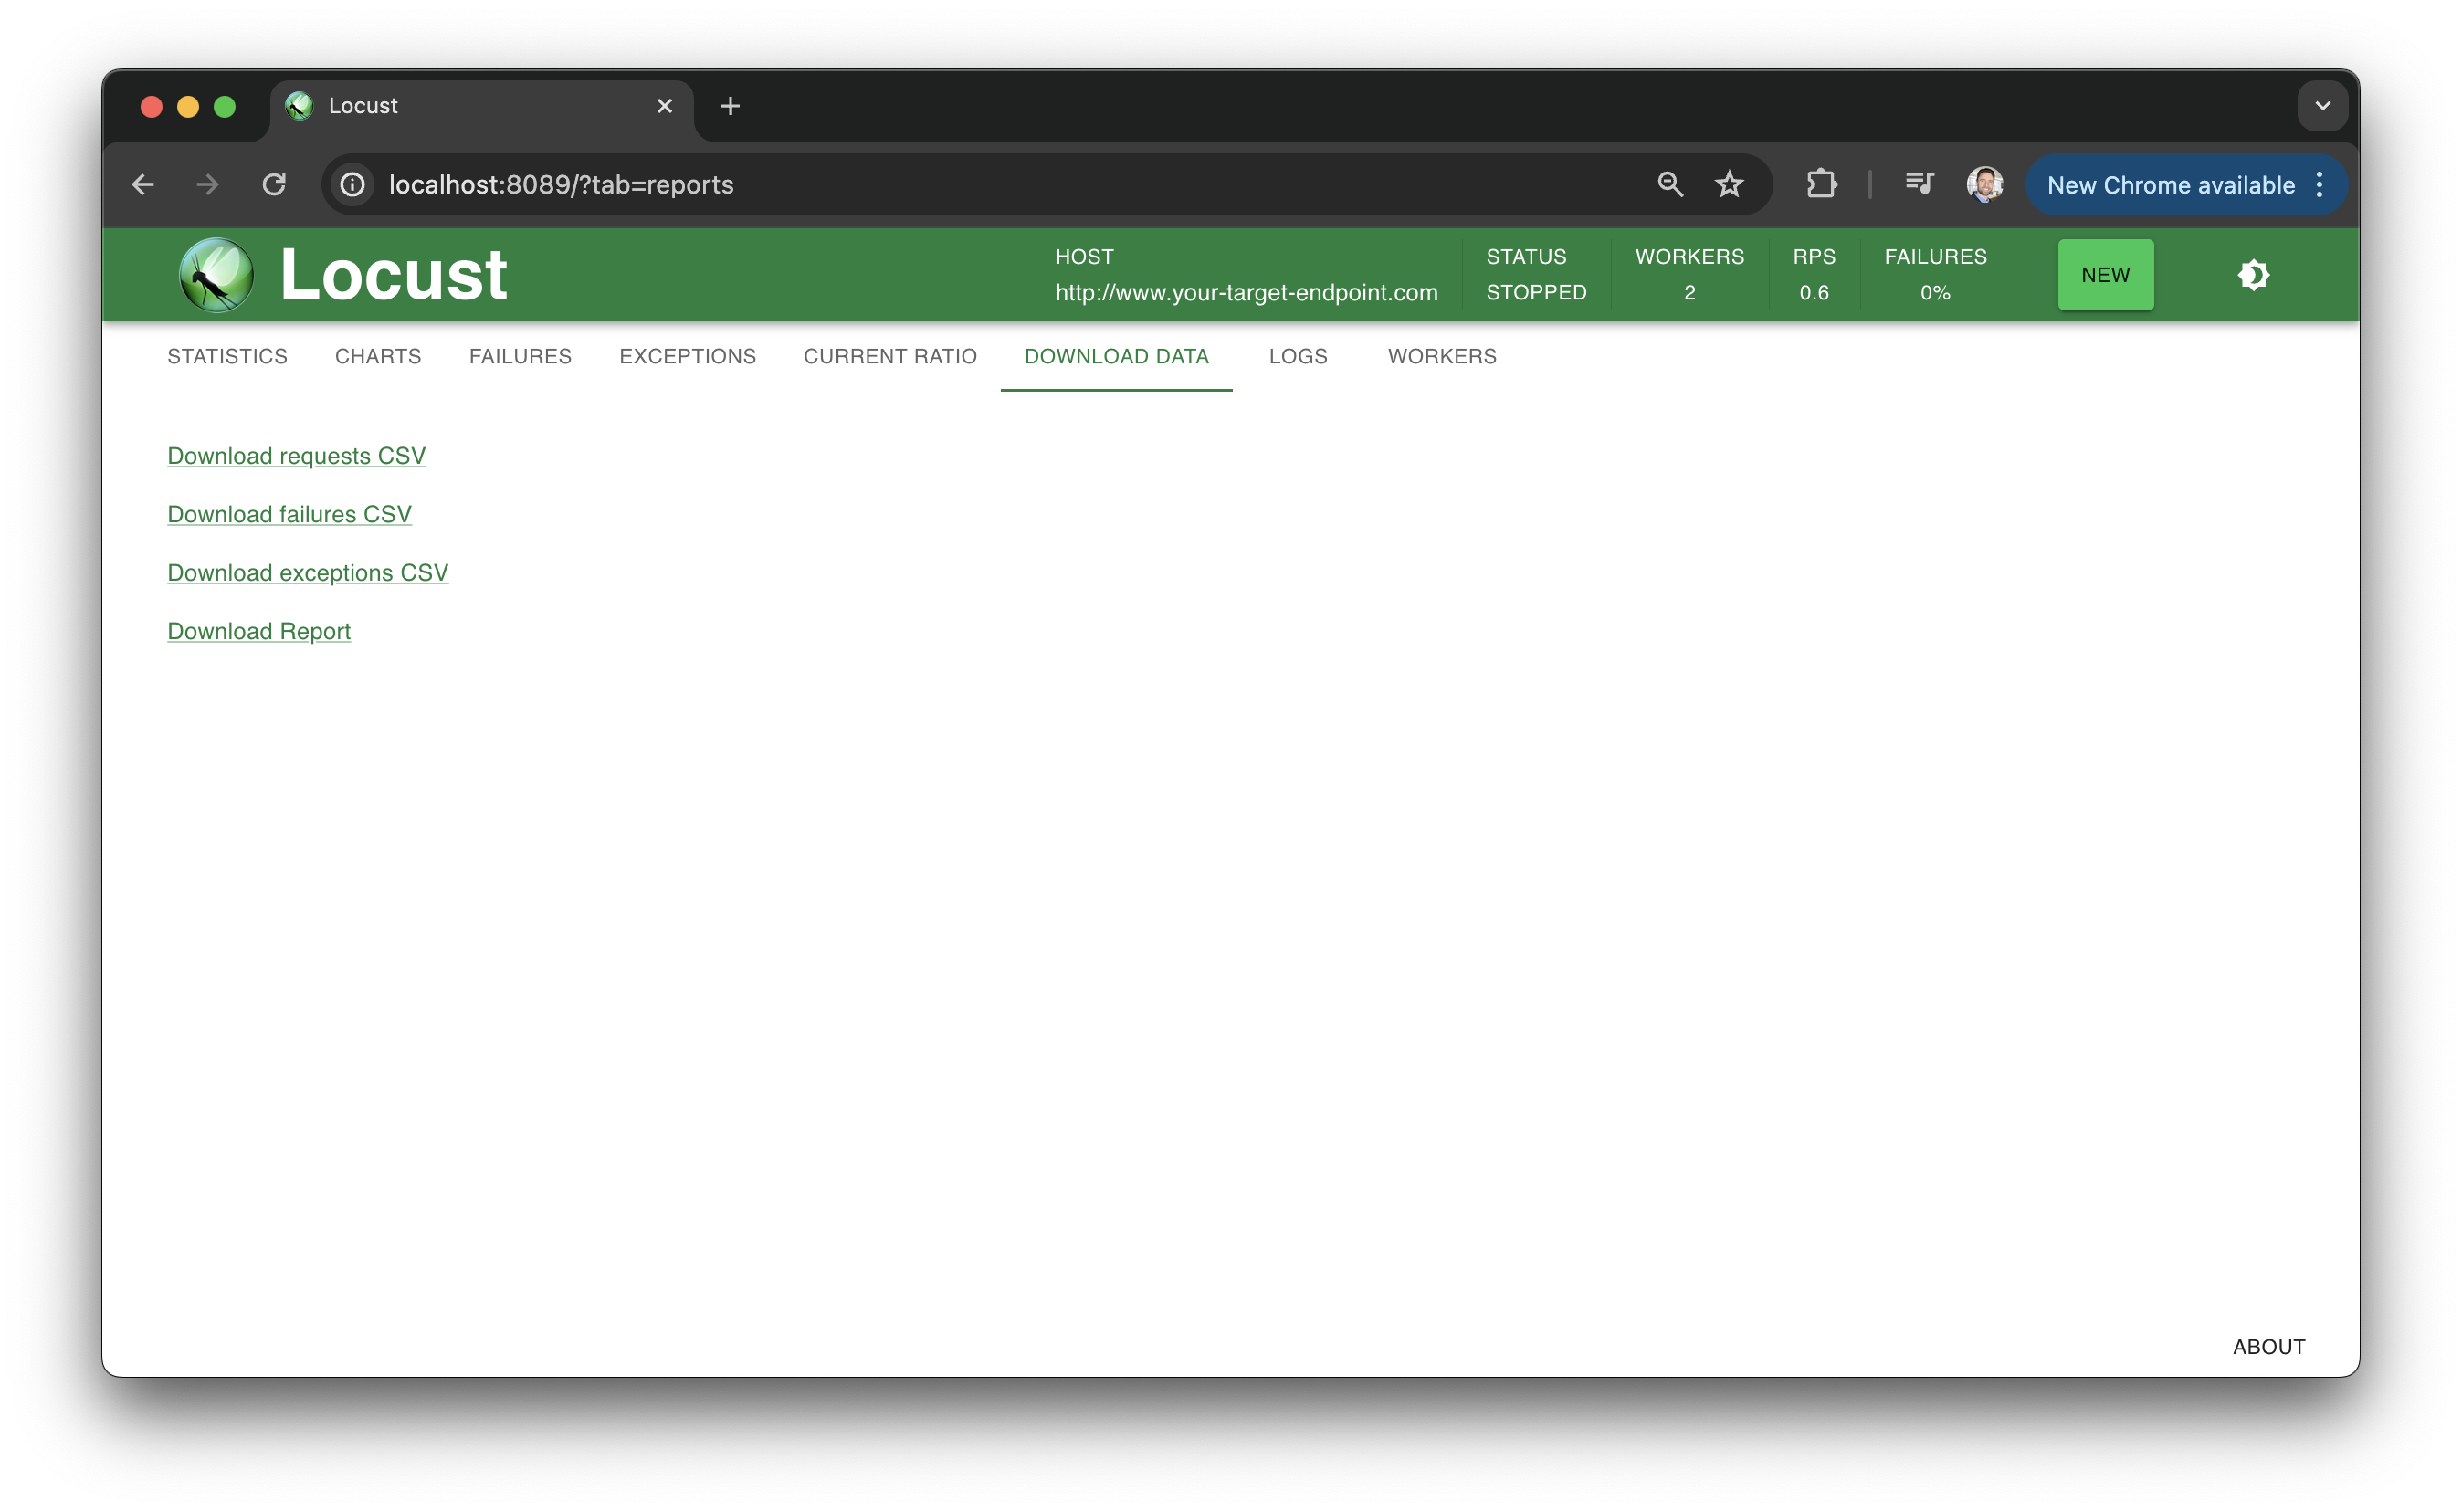 Locust
localhost:8089/?tab=reports
New Chrome available
Locust
HOST
http://www.your-target-endpoint.com
STATUS
STOPPED
WORKERS
2
RPS
0.6
FAILURES
0%
NEW
STATISTICS CHARTS FAILURES EXCEPTIONS CURRENT RATIO DOWNLOAD DATA LOGS WORKERS
Download requests CSV
Download failures CSV
Download exceptions CSV
Download Report
ABOUT